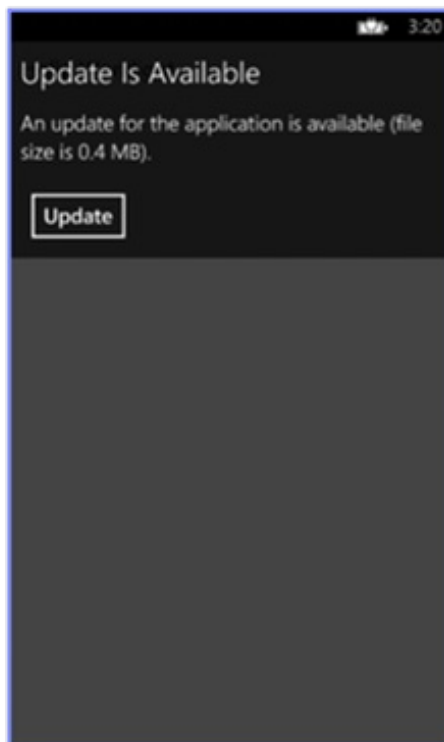 3:20
Update Is Available
An update for the application is available (file
size is 0.4 MB).
Update